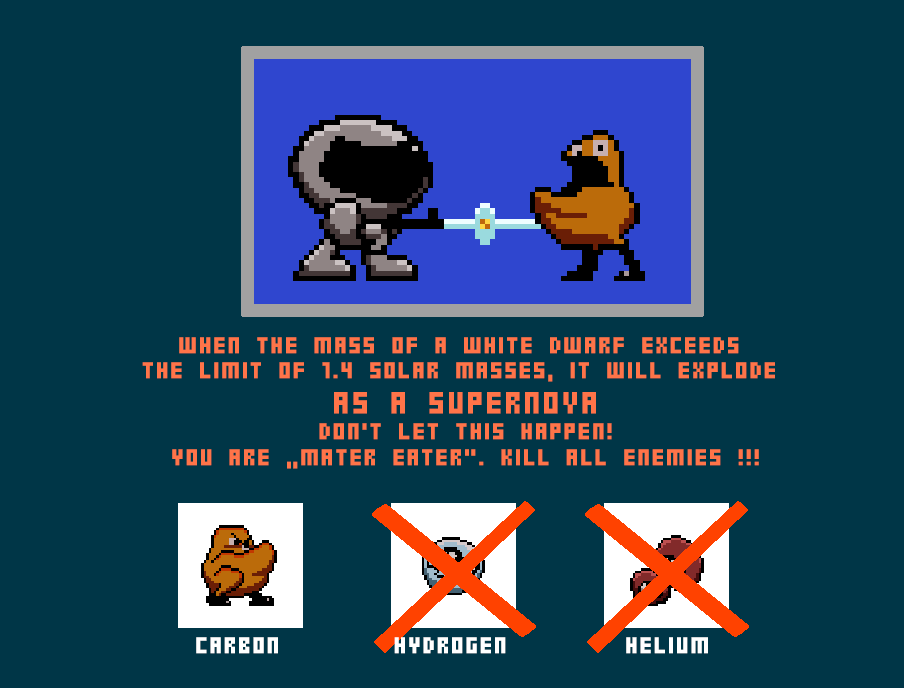 WHEN THE MASS OF A WHITE DWARF EXCEEDS
THE LIMIT OF 1.4 SOLAR MASSES, IT WILL EXPLODE
AS A SUPERNOVA
DON'T LET THIS HAPPEN!
YOU ARE „MATER EATER". KILL ALL ENEMIES !!!
CARBON
HYDROGEN
HELIUM